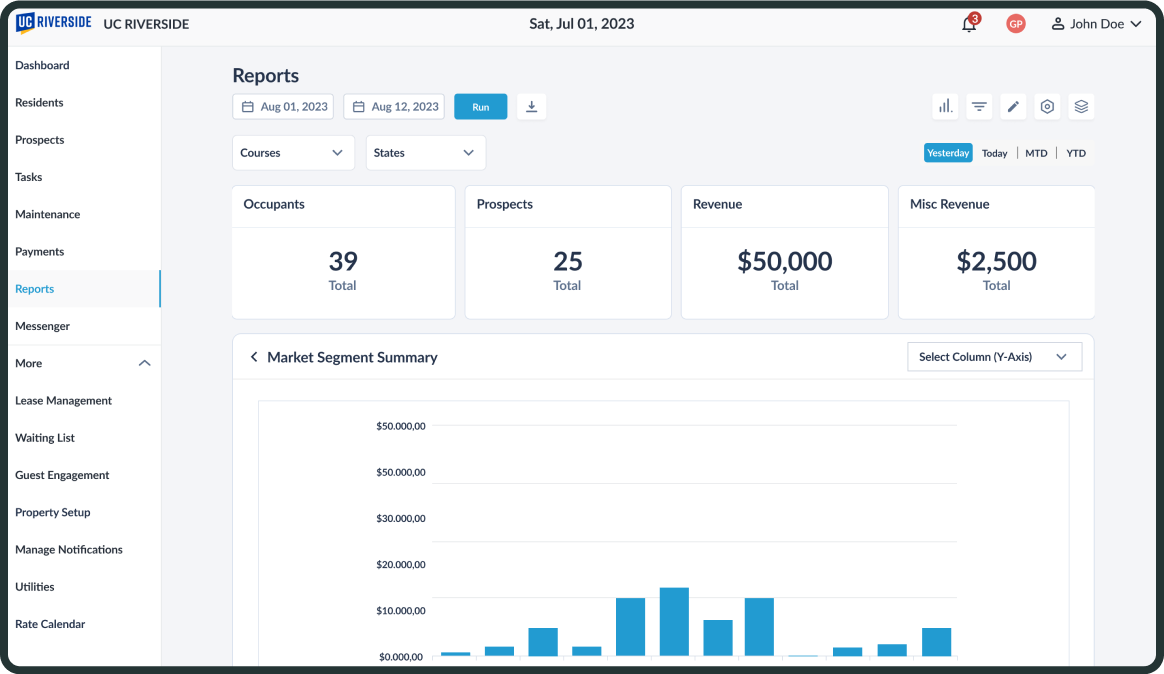 UC RIVERSIDE UC RIVERSIDE
Sat, Jul 01, 2023
3
GP
John Doe
Dashboard
Residents
Prospects
Tasks
Maintenance
Payments
Reports
Messenger
More
Lease Management
Waiting List
Guest Engagement
Property Setup
Manage Notifications
Utilities
Rate Calendar
Reports
Aug 01, 2023 Aug 12, 2023 Run
Courses States
Yesterday Today | MTD | YTD
Occupants
39
Total
Prospects
25
Total
Revenue
$50,000
Total
Misc Revenue
$2,500
Total
Market Segment Summary
Select Column (Y-Axis)
$50.000,00
$50.000,00
$30.000,00
$20.000,00
$10.000,00
$0.000,00